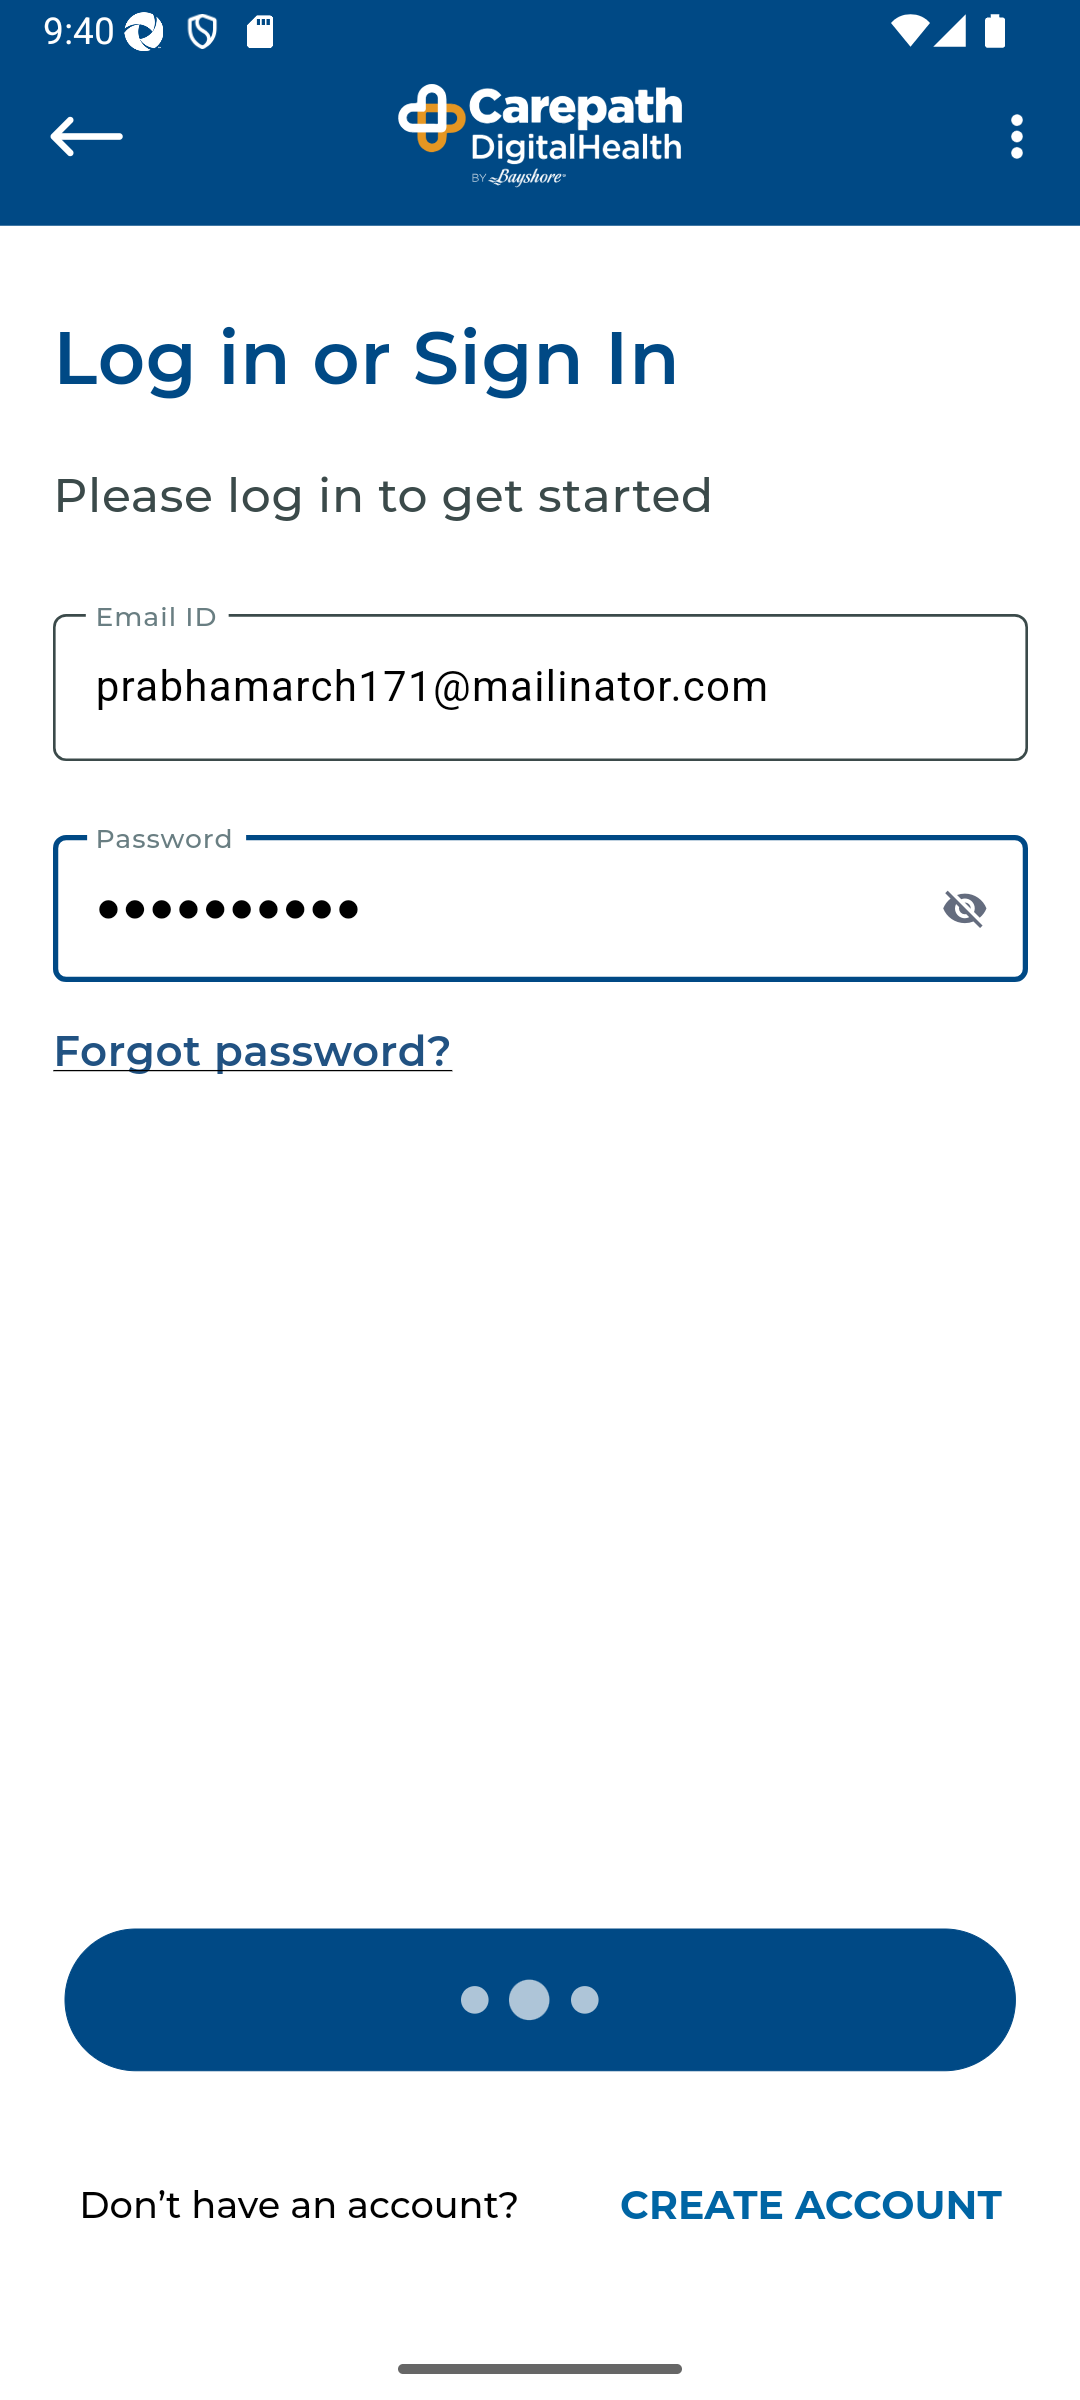 9:40
Carepath
DigitalHealth
BY Bayshore
Log in or Sign In
Please log in to get started
Email ID
prabhamarch171@mailinator.com
Password
••••••••••
Forgot password?
Don’t have an account? CREATE ACCOUNT